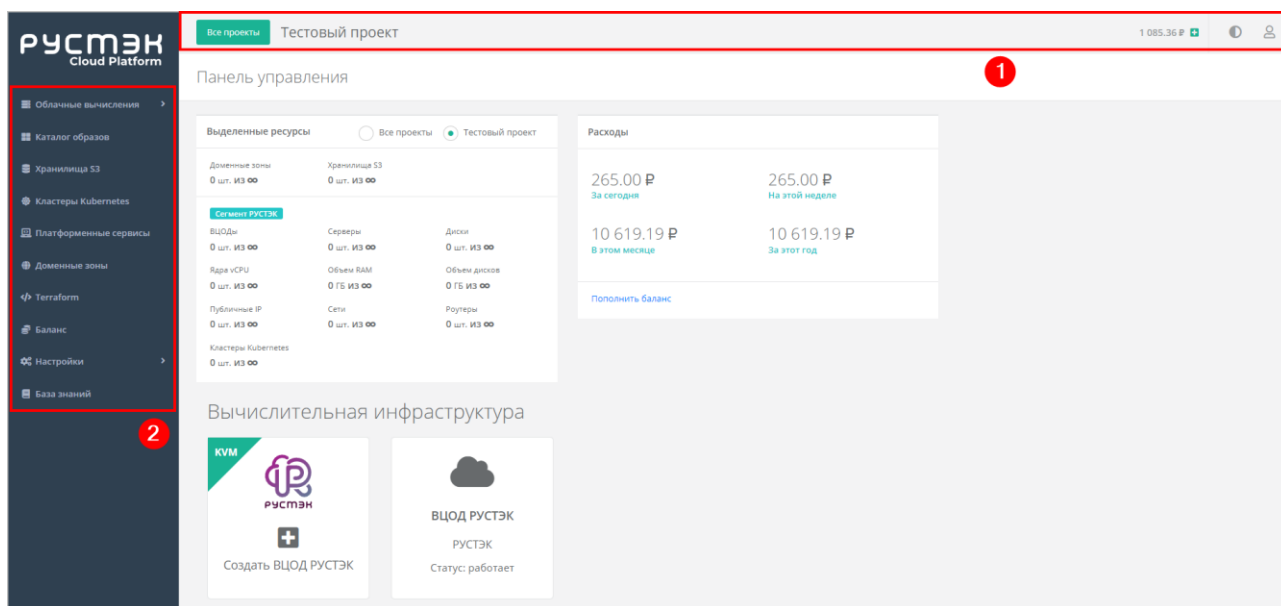 РУСТЭК
Cloud Platform
Все проекты Тестовый проект 1 085.36 ₽
1
Панель управления
Облачные вычисления
Каталог образов
Хранилища S3
Кластеры Kubernetes
Платформенные сервисы
Доменные зоны
Terraform
Баланс
Настройки
База знаний
2
Выделенные ресурсы Все проекты Тестовый проект
Доменные зоны Хранилища S3
0 шт. ИЗ ∞ 0 шт. ИЗ ∞
Сегмент РУСТЭК
ВЦОДы Серверы Диски
0 шт. ИЗ ∞ 0 шт. ИЗ ∞ 0 шт. ИЗ ∞
Ядра vCPU Объем RAM Объем дисков
0 шт. ИЗ ∞ 0 ГБ ИЗ ∞ 0 ГБ ИЗ ∞
Публичные IP Сети Роутеры
0 шт. ИЗ ∞ 0 шт. ИЗ ∞ 0 шт. ИЗ ∞
Кластеры Kubernetes
0 шт. ИЗ ∞
Расходы
265.00 ₽ 265.00 ₽
За сегодня На этой неделе
10 619.19 ₽ 10 619.19 ₽
В этом месяце За этот год
Пополнить баланс
Вычислительная инфраструктура
KVM
РУСТЭК
Создать ВЦОД РУСТЭК
ВЦОД РУСТЭК
РУСТЭК
Статус: работает